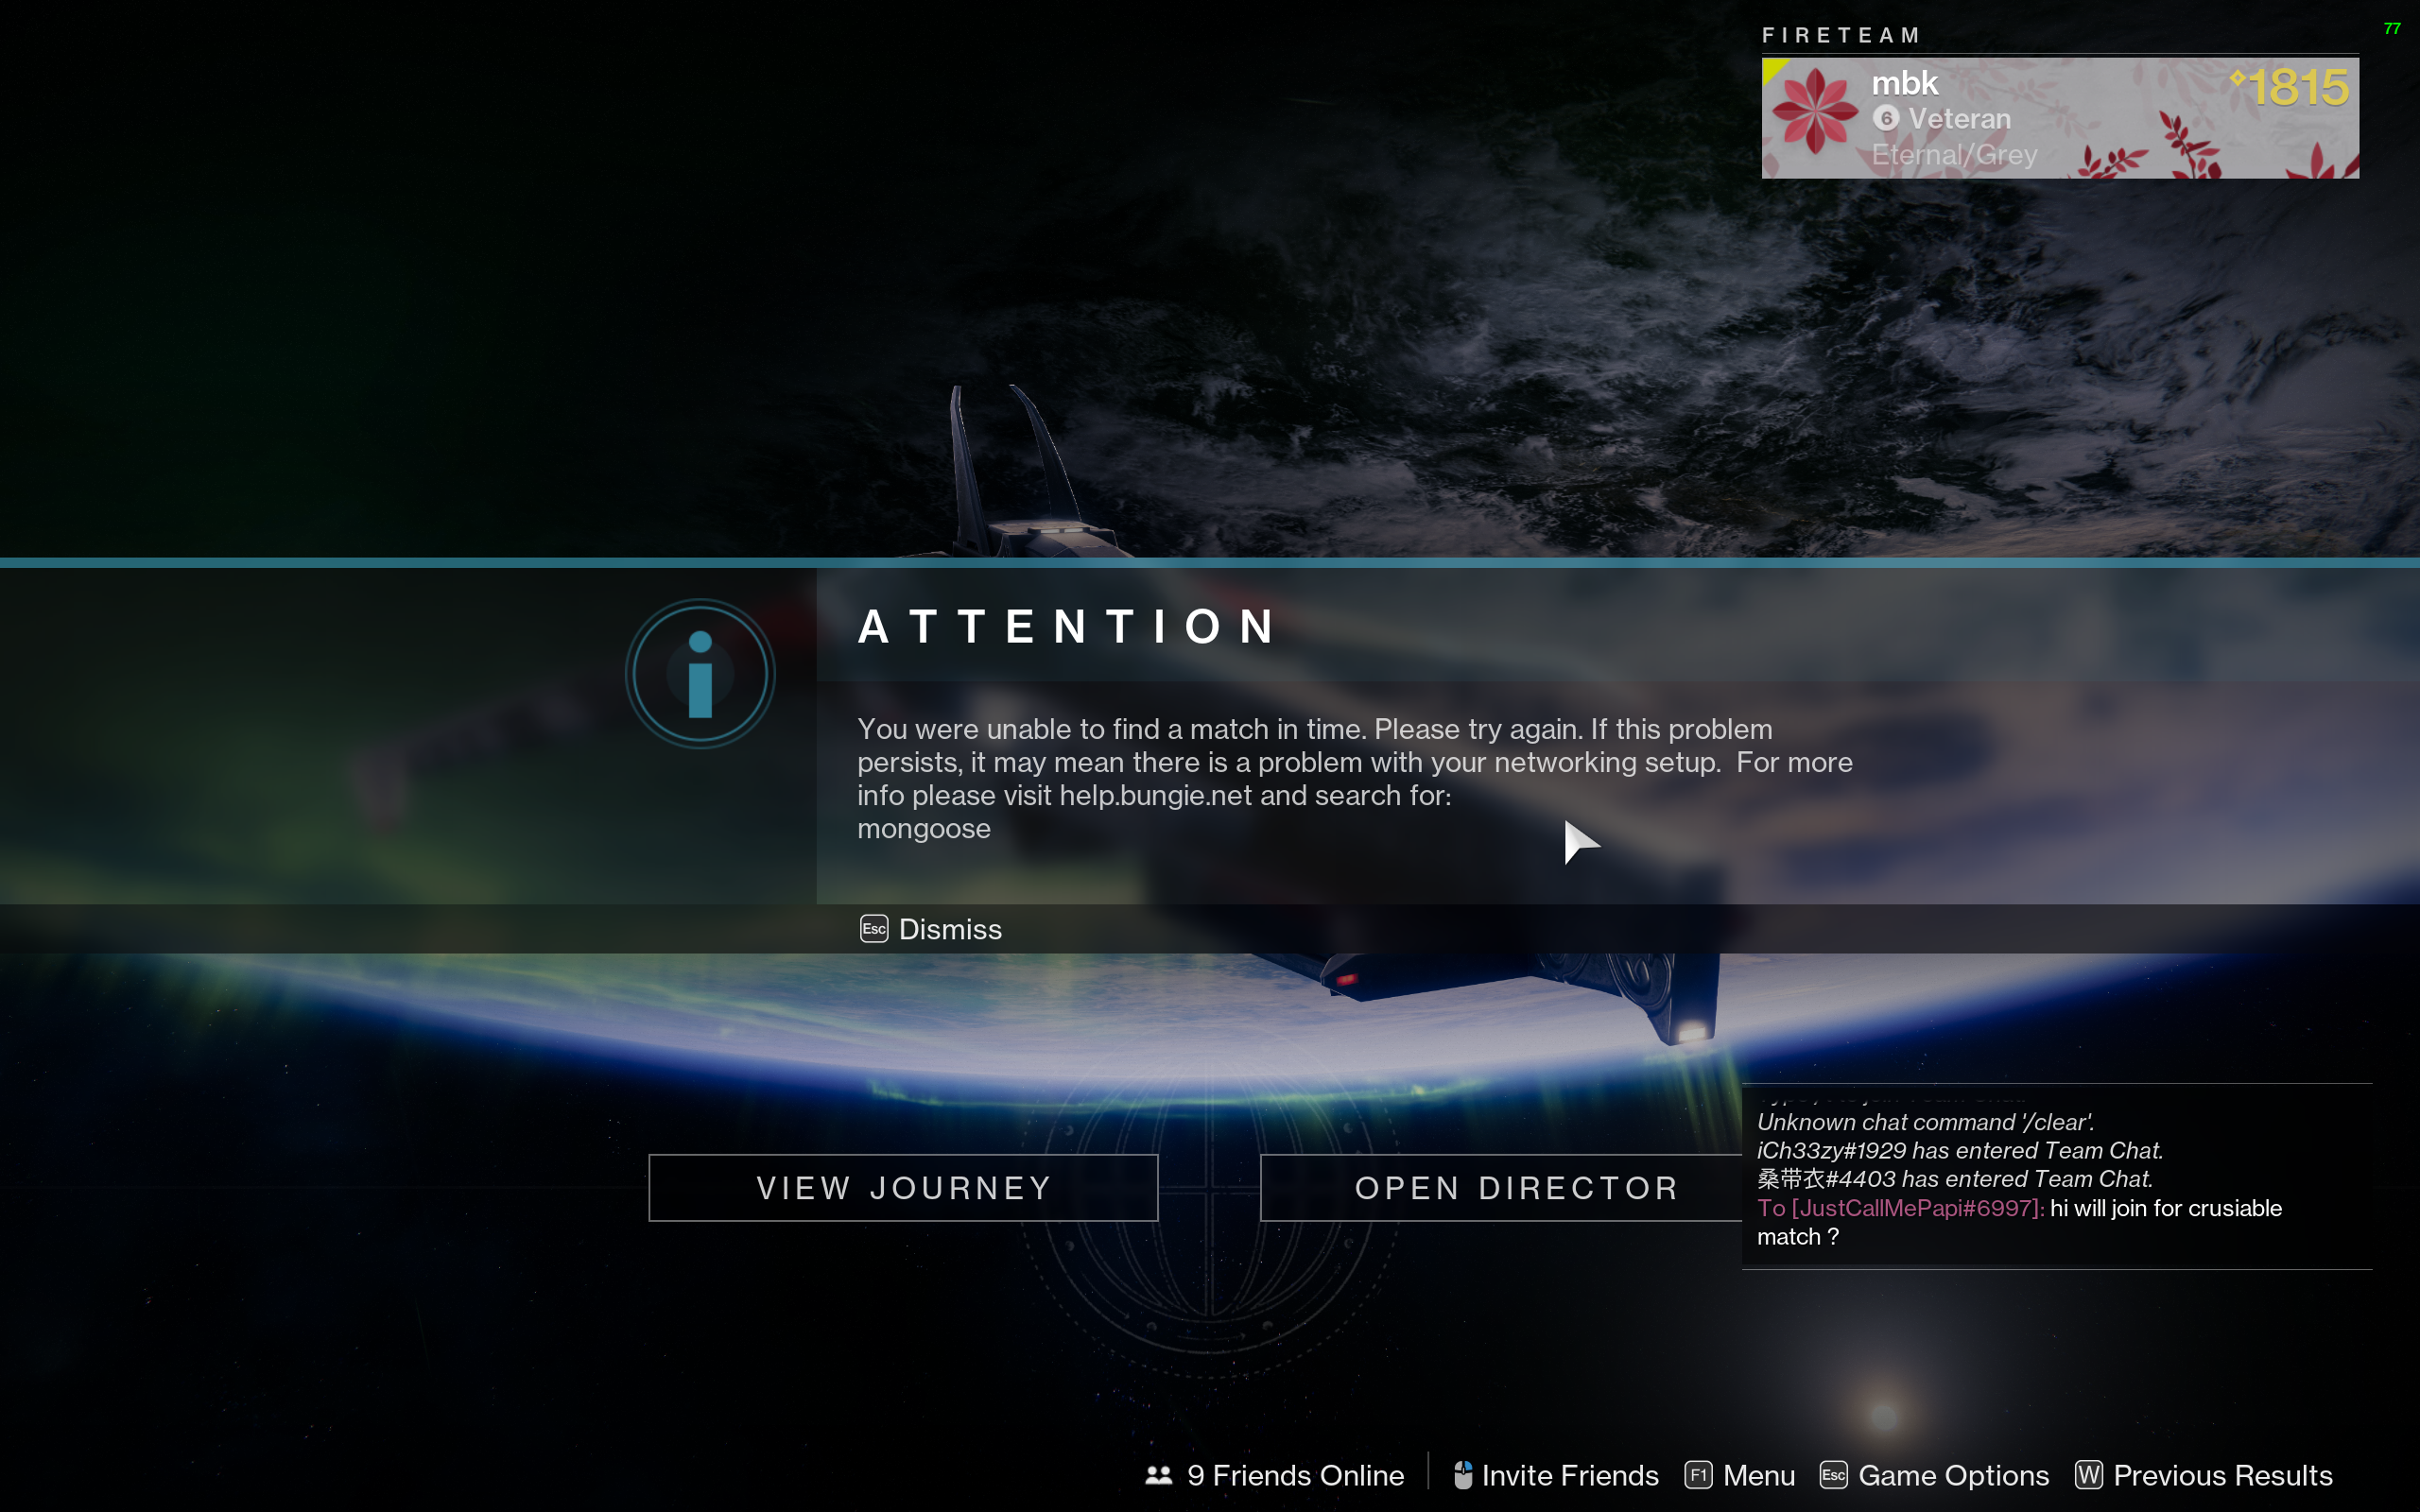 FIRETEAM
77
mbk
1815
6 Veteran
Eternal/Grey
ATTENTION
You were unable to find a match in time. Please try again. If this problem
persists, it may mean there is a problem with your networking setup.  For more
info please visit help.bungie.net and search for:
mongoose
Esc Dismiss
Unknown chat command '/clear'.
iCh33zy#1929 has entered Team Chat.
桑带衣#4403 has entered Team Chat.
To [JustCallMePapi#6997]: hi will join for crusiable
match ?
VIEW JOURNEY
OPEN DIRECTOR
9 Friends Online
Invite Friends
F1 Menu
Esc Game Options
W Previous Results